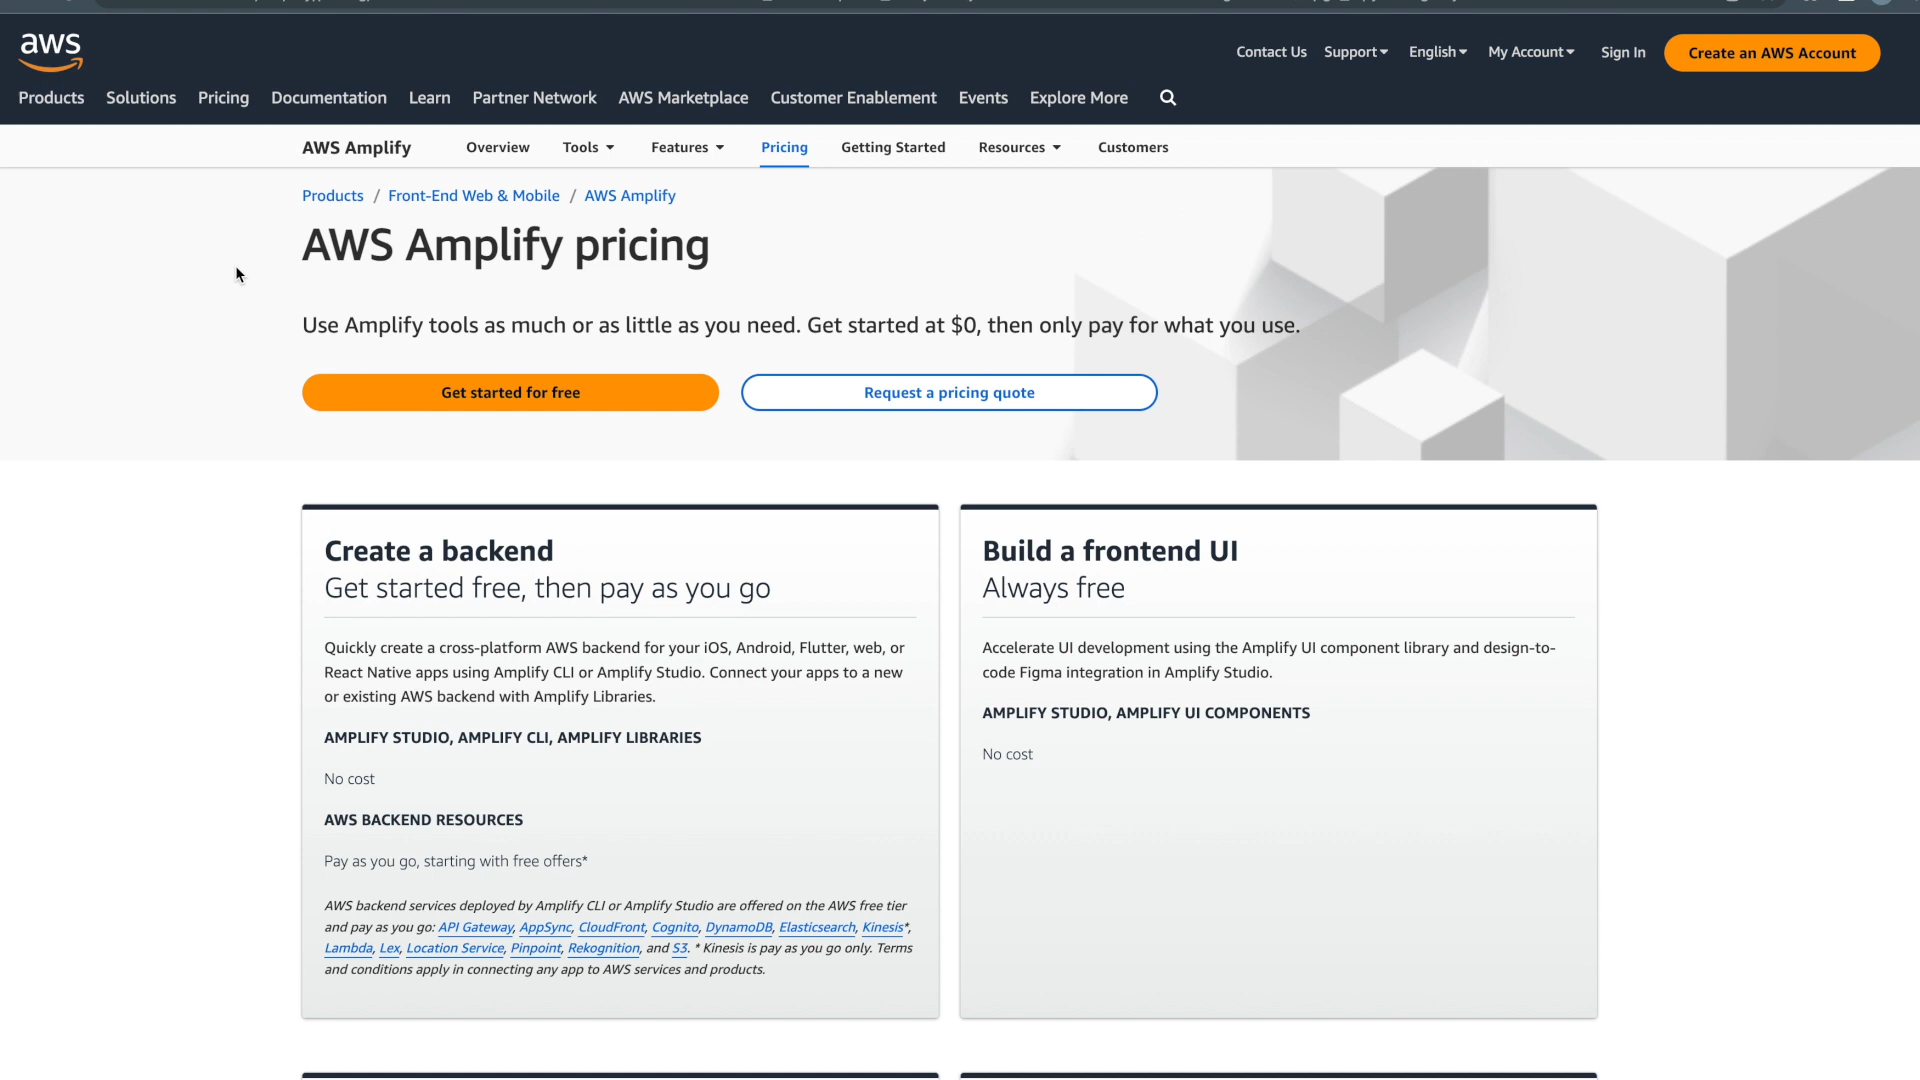 aws
Contact Us Support English My Account Sign In Create an AWS Account
Products Solutions Pricing Documentation Learn Partner Network AWS Marketplace Customer Enablement Events Explore More
AWS Amplify Overview Tools Features Pricing Getting Started Resources Customers
Products / Front-End Web & Mobile / AWS Amplify
AWS Amplify pricing
Use Amplify tools as much or as little as you need. Get started at $0, then only pay for what you use.
Get started for free Request a pricing quote
Create a backend
Get started free, then pay as you go
Quickly create a cross-platform AWS backend for your iOS, Android, Flutter, web, or
React Native apps using Amplify CLI or Amplify Studio. Connect your apps to a new
or existing AWS backend with Amplify Libraries.
AMPLIFY STUDIO, AMPLIFY CLI, AMPLIFY LIBRARIES
No cost
AWS BACKEND RESOURCES
Pay as you go, starting with free offers*
AWS backend services deployed by Amplify CLI or Amplify Studio are offered on the AWS free tier
and pay as you go: API Gateway, AppSync, CloudFront, Cognito, DynamoDB, Elasticsearch, Kinesis*,
Lambda, Lex, Location Service, Pinpoint, Rekognition, and S3. * Kinesis is pay as you go only. Terms
and conditions apply in connecting any app to AWS services and products.
Build a frontend UI
Always free
Accelerate UI development using the Amplify UI component library and design-to-
code Figma integration in Amplify Studio.
AMPLIFY STUDIO, AMPLIFY UI COMPONENTS
No cost